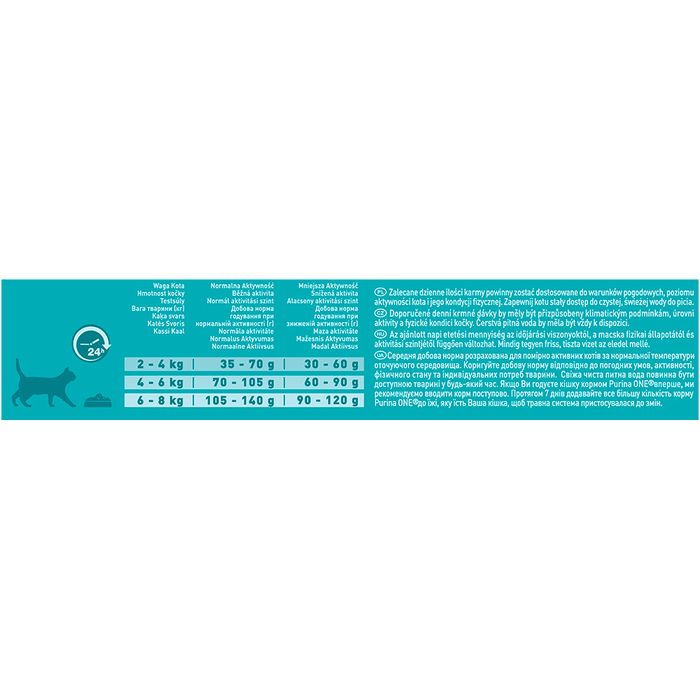 Waga Kota
Hmotnost kočky
Testsúly
Вага тварини (кг)
Kaķa svars
Katės Svoris
Kassi Kaal
Normalna Aktywność
Běžná aktivita
Normál aktivitási szint
Добова норма
годування при
нормальній активності (г)
Normāla aktivitāte
Normalus Aktyvumas
Normaalne Aktiivsus
Mniejsza Aktywność
Snížená aktivita
Alacsony aktivitási szint
Добова норма
годування при
зниженій активності (г)
Maza aktivitāte
Mažesnis Aktyvumas
Madal Aktiivsus
24h
2 - 4 kg 35 - 70 g 30 - 60 g
4 - 6 kg 70 - 105 g 60 - 90 g
6 - 8 kg 105 - 140 g 90 - 120 g
PL Zalecane dzienne ilości karmy powinny zostać dostosowane do warunków pogodowych, poziomu
aktywności kota i jego kondycji fizycznej. Zapewnij kotu stały dostęp do czystej, świeżej wody do picia.
CZ Doporučené denní krmné dávky by měly být přizpůsobeny klimatickým podmínkám, úrovni
aktivity a fyzické kondici kočky. Čerstvá pitná voda by měla být vždy k dispozici.
HU Az ajánlott napi etetési mennyiség az időjárási viszonyoktól, a macska fizikai állapotától és
aktivitási szintjétől függően változhat. Mindig tegyen friss, tiszta vizet az eledel mellé.
UA Середня добова норма розрахована для помірно активних котів за нормальної температури
оточуючого середовища. Коригуйте добову норму відповідно до погодних умов, активності,
фізичного стану та індивідуальних потреб тварини. Свіжа чиста питна вода повинна бути
доступною тварині у будь-який час. Якщо Ви годуєте кішку кормом Purina ONE®вперше, ми
рекомендуємо вводити корм поступово. Протягом 7 днів додавайте все більшу кількість корму
Purina ONE®до їжі, яку їсть Ваша кішка, щоб травна система пристосувалася до змін.